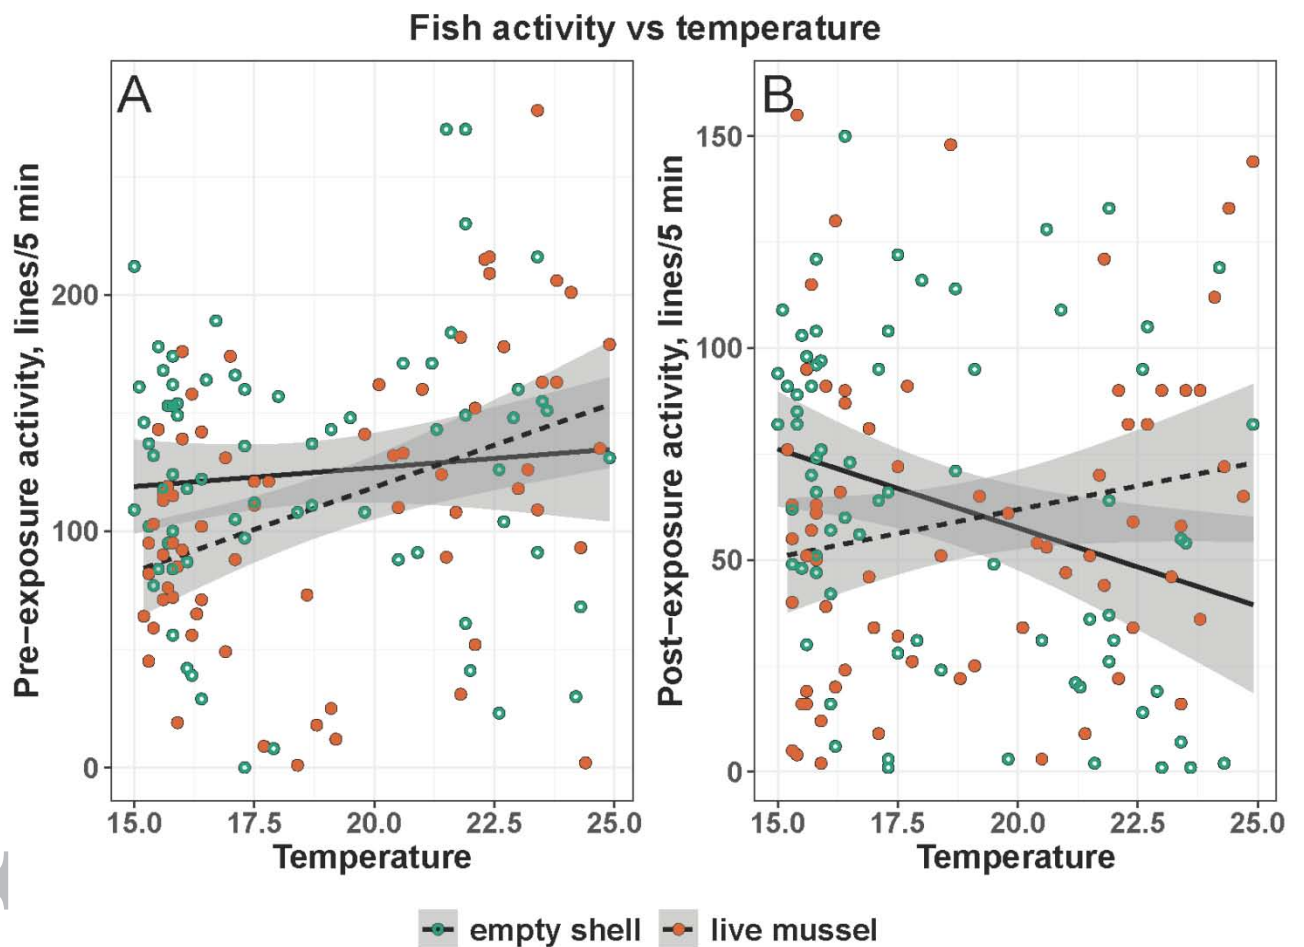 Fish activity vs temperature
A
B
Pre−exposure activity, lines/5 min
200
100
0
15.0 17.5 20.0 22.5 25.0
Temperature
Post−exposure activity, lines/5 min
150
100
50
0
15.0 17.5 20.0 22.5 25.0
Temperature
empty shell live mussel